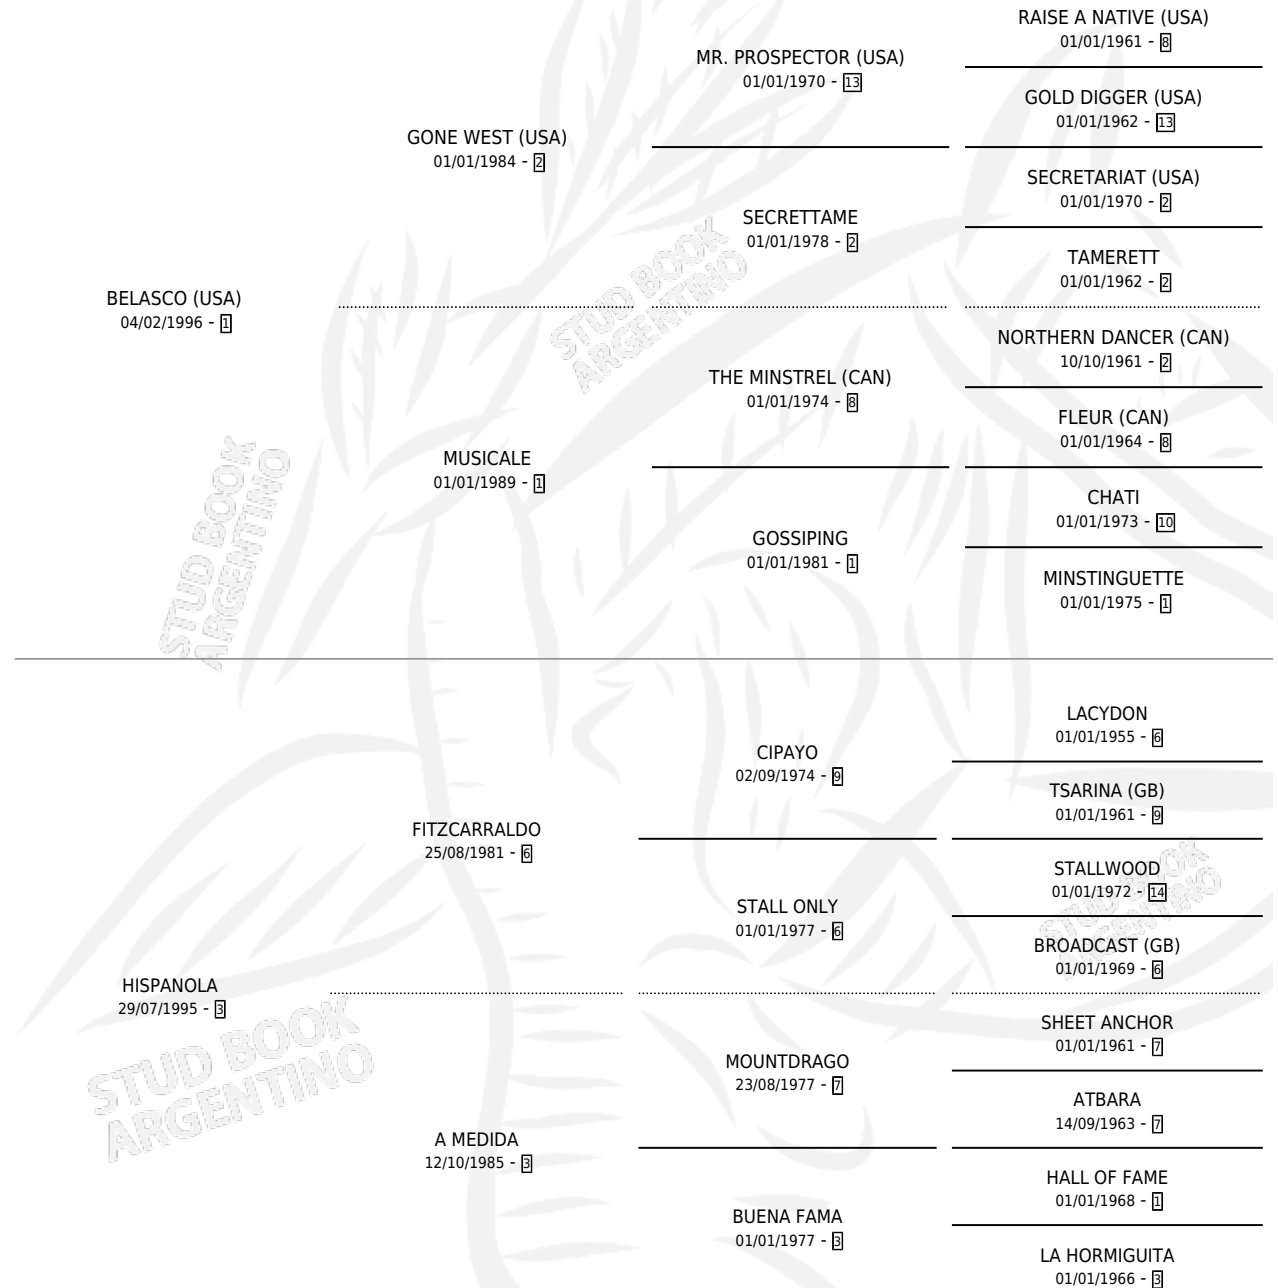 RAISE A NATIVE (USA)
01/01/1961 - 8
MR. PROSPECTOR (USA)
01/01/1970 - 13
GOLD DIGGER (USA)
01/01/1962 - 13
GONE WEST (USA)
01/01/1984 - 2
SECRETARIAT (USA)
01/01/1970 - 2
SECRETTAME
01/01/1978 - 2
TAMERETT
01/01/1962 - 2
BELASCO (USA)
04/02/1996 - 1
NORTHERN DANCER (CAN)
10/10/1961 - 2
THE MINSTREL (CAN)
01/01/1974 - 8
FLEUR (CAN)
01/01/1964 - 8
MUSICALE
01/01/1989 - 1
CHATI
01/01/1973 - 10
GOSSIPING
01/01/1981 - 1
MINSTINGUETTE
01/01/1975 - 1
STUD BOOK
ARGENTINO
STUD BOOK
ARGENTINO
LACYDON
01/01/1955 - 6
CIPAYO
02/09/1974 - 9
TSARINA (GB)
01/01/1961 - 9
FITZCARRALDO
25/08/1981 - 6
STALLWOOD
01/01/1972 - 14
STALL ONLY
01/01/1977 - 6
BROADCAST (GB)
01/01/1969 - 6
HISPANOLA
29/07/1995 - 3
SHEET ANCHOR
01/01/1961 - 7
MOUNTDRAGO
23/08/1977 - 7
ATBARA
14/09/1963 - 7
A MEDIDA
12/10/1985 - 3
HALL OF FAME
01/01/1968 - 1
BUENA FAMA
01/01/1977 - 3
LA HORMIGUITA
01/01/1966 - 3
STUD BOOK
ARGENTINO
STUD BOOK
ARGENTINO